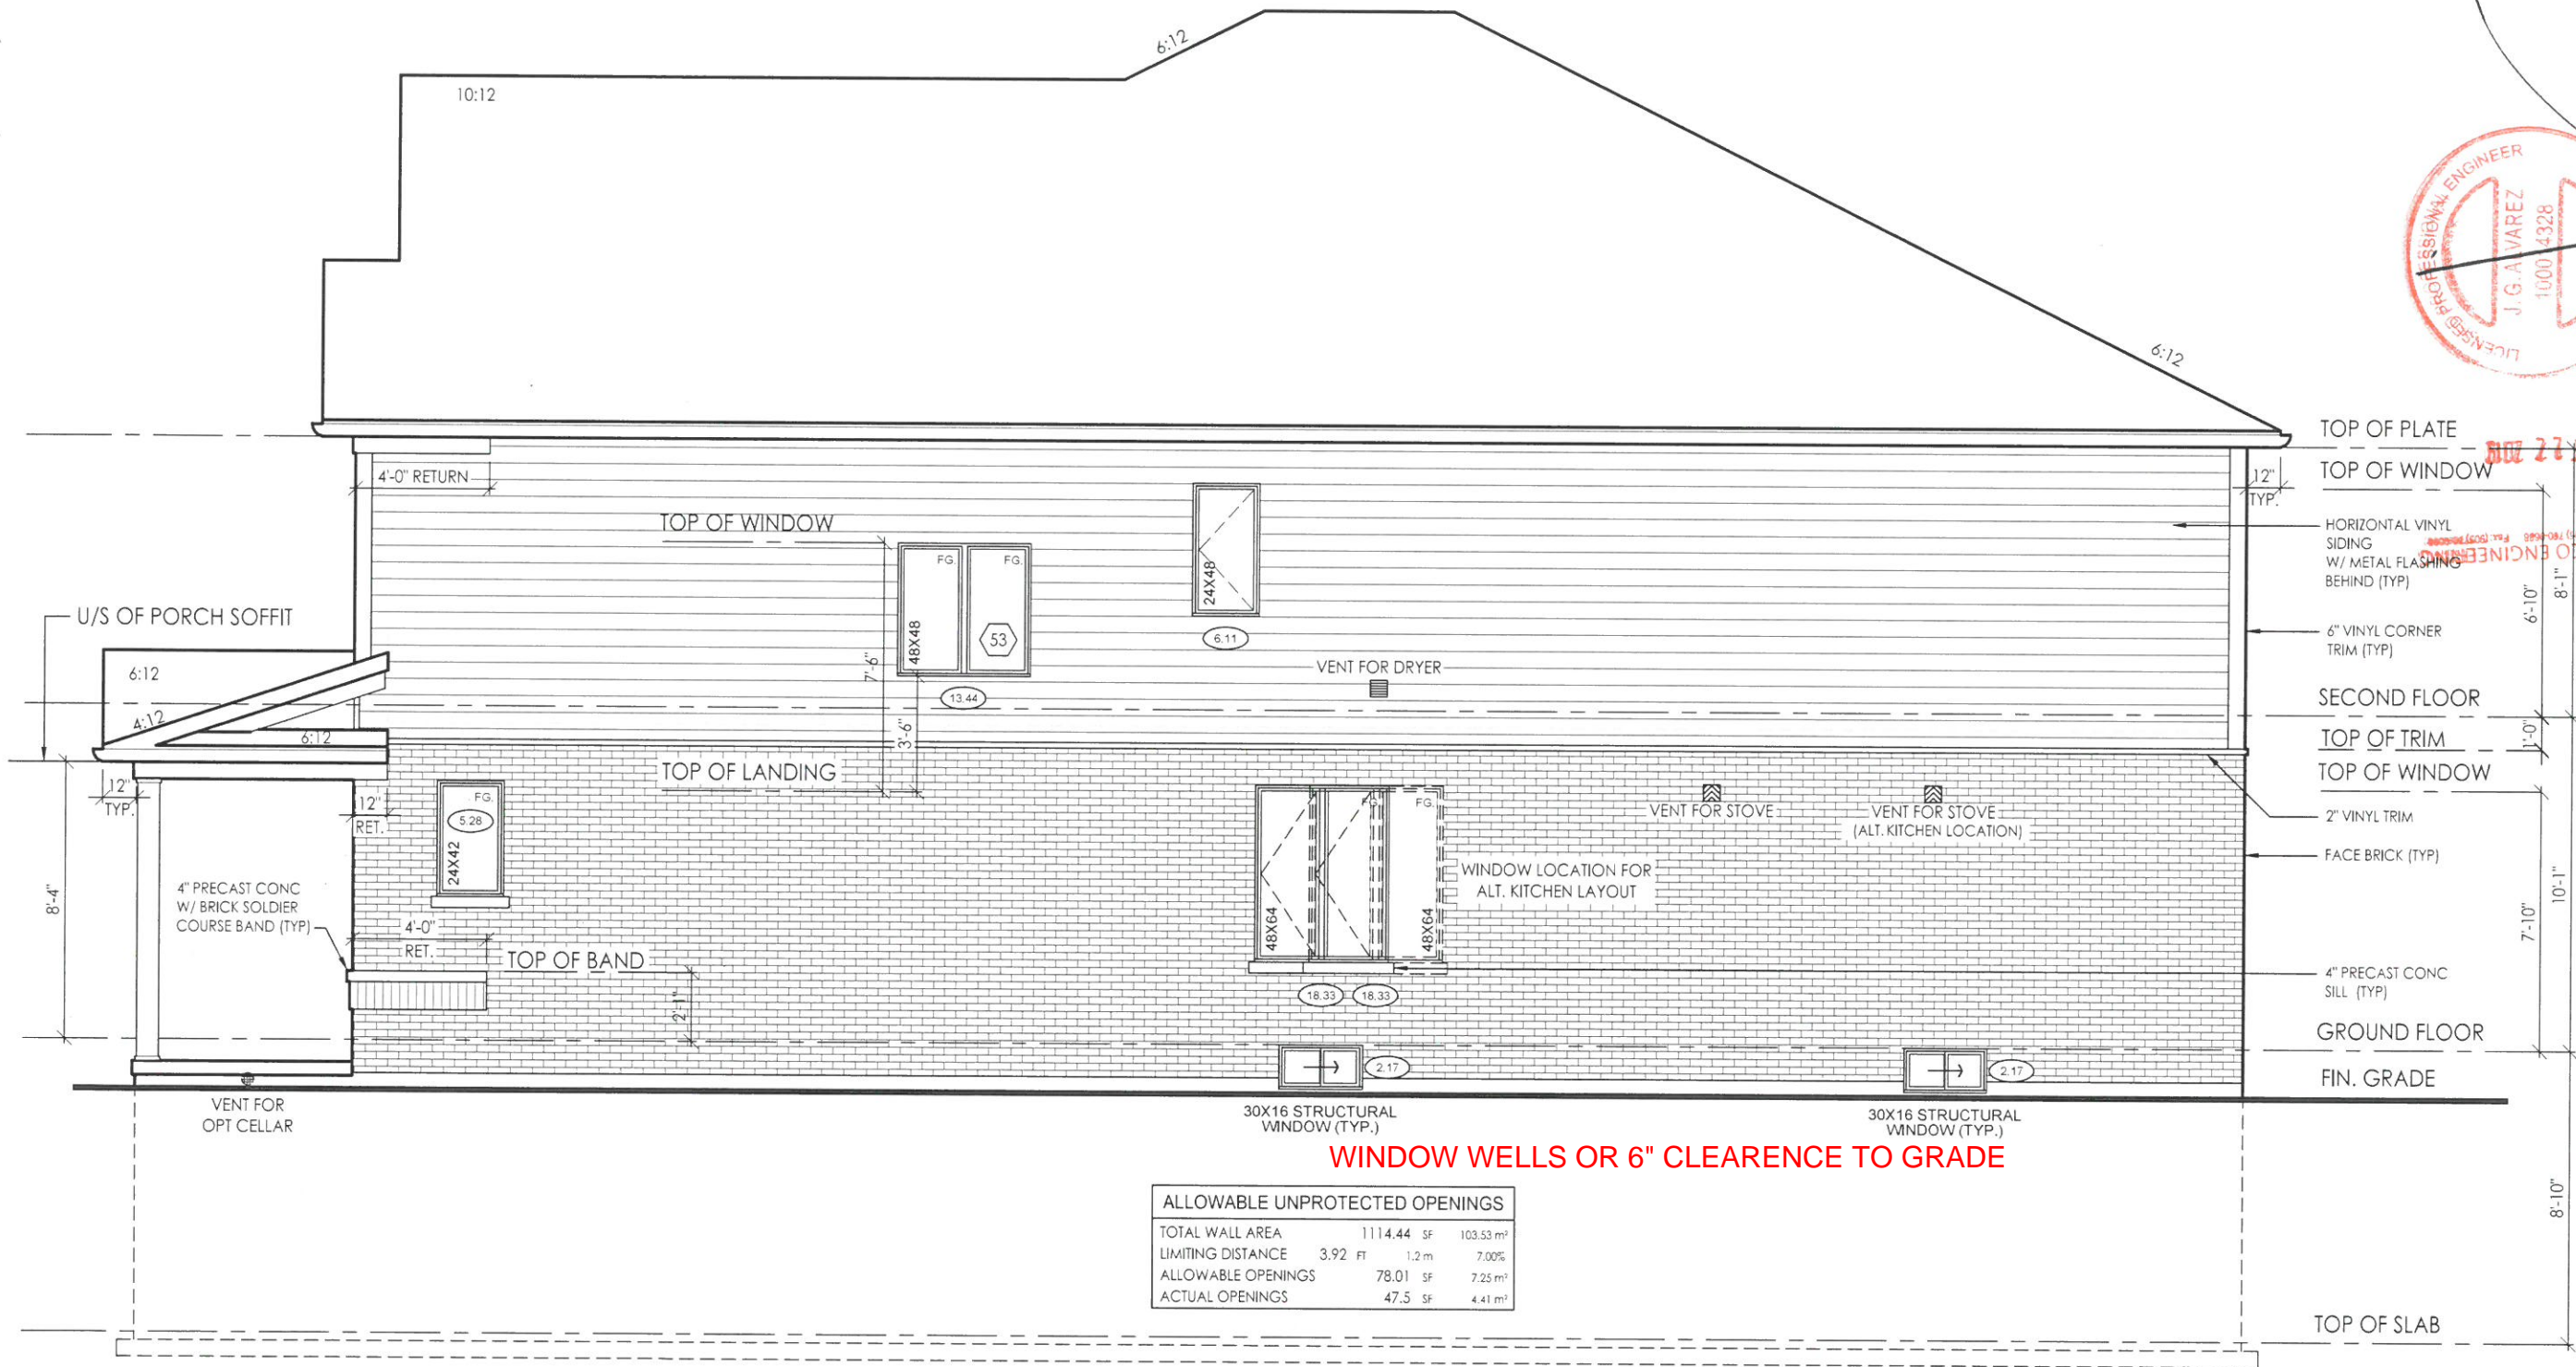 6:12
10:12
LICENSED PROFESSIONAL ENGINEER
J. G. ALVAREZ
6:12
TOP OF PLATE
4'-0" RETURN
12"
TYP.
TOP OF WINDOW
TOP OF WINDOW
HORIZONTAL VINYL
SIDING
W/ METAL FLASHING
BEHIND (TYP)
FG.
FG.
24X48
48X48
53
6.11
6'-10"
8'-1"
U/S OF PORCH SOFFIT
6" VINYL CORNER
TRIM (TYP)
7'-6"
VENT FOR DRYER
6:12
13.44
SECOND FLOOR
4:12
6:12
3'-6"
1'-0"
TOP OF TRIM
TOP OF LANDING
TOP OF WINDOW
12"
TYP.
12"
RET.
FG.
5.28
24X42
FG.
FG.
VENT FOR STOVE
VENT FOR STOVE
(ALT. KITCHEN LOCATION)
2" VINYL TRIM
FACE BRICK (TYP)
WINDOW LOCATION FOR
ALT. KITCHEN LAYOUT
48X64
48X64
8'-4"
4" PRECAST CONC
W/ BRICK SOLDIER
COURSE BAND (TYP)
4'-0"
RET.
TOP OF BAND
7'-10"
10'-1"
4" PRECAST CONC
SILL (TYP)
18.33
18.33
2'-1"
GROUND FLOOR
2.17
2.17
FIN. GRADE
VENT FOR
OPT CELLAR
30X16 STRUCTURAL
WINDOW (TYP.)
30X16 STRUCTURAL
WINDOW (TYP.)
WINDOW WELLS OR 6" CLEARENCE TO GRADE
8'-10"
ALLOWABLE UNPROTECTED OPENINGS
TOTAL WALL AREA 1114.44 SF 103.53 m²
LIMITING DISTANCE 3.92 FT 1.2 m 7.00%
ALLOWABLE OPENINGS 78.01 SF 7.25 m²
ACTUAL OPENINGS 47.5 SF 4.41 m²
TOP OF SLAB